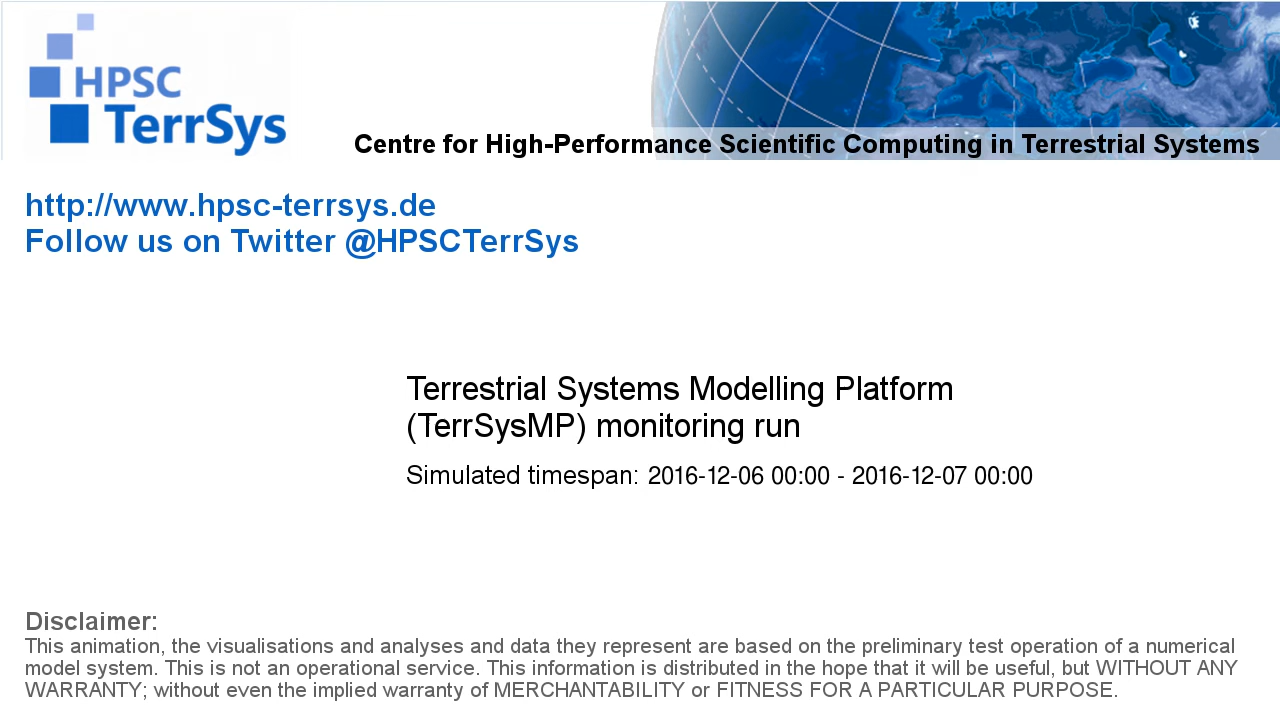 HPSC
TerrSys
Centre for High-Performance Scientific Computing in Terrestrial Systems
http://www.hpsc-terrsys.de
Follow us on Twitter @HPSCTerrSys
Terrestrial Systems Modelling Platform
(TerrSysMP) monitoring run
Simulated timespan: 2016-12-06 00:00 - 2016-12-07 00:00
Disclaimer:
This animation, the visualisations and analyses and data they represent are based on the preliminary test operation of a numerical
model system. This is not an operational service. This information is distributed in the hope that it will be useful, but WITHOUT ANY
WARRANTY; without even the implied warranty of MERCHANTABILITY or FITNESS FOR A PARTICULAR PURPOSE.